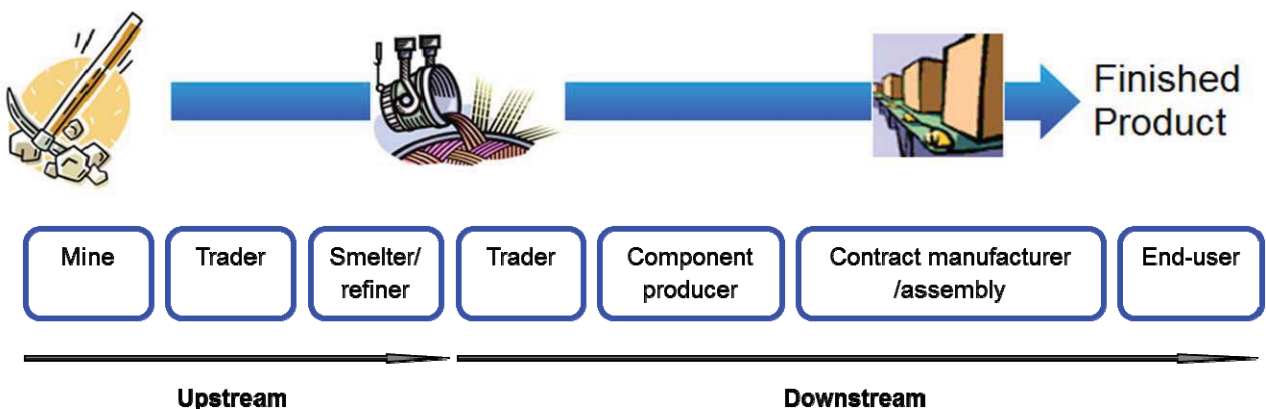 Finished
Product
Mine
Trader
Smelter/
refiner
Trader
Component
producer
Contract manufacturer
/assembly
End-user
Upstream
Downstream